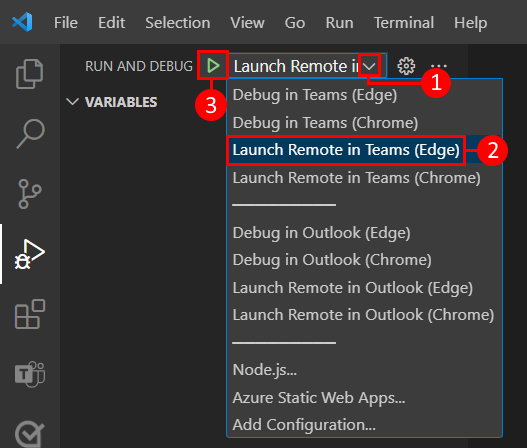 File Edit Selection View Go Run Terminal Help
RUN AND DEBUG Launch Remote in
1
3
VARIABLES
Debug in Teams (Edge)
Debug in Teams (Chrome)
Launch Remote in Teams (Edge) 2
Launch Remote in Teams (Chrome)
Debug in Outlook (Edge)
Debug in Outlook (Chrome)
Launch Remote in Outlook (Edge)
Launch Remote in Outlook (Chrome)
Node.js...
Azure Static Web Apps...
Add Configuration...